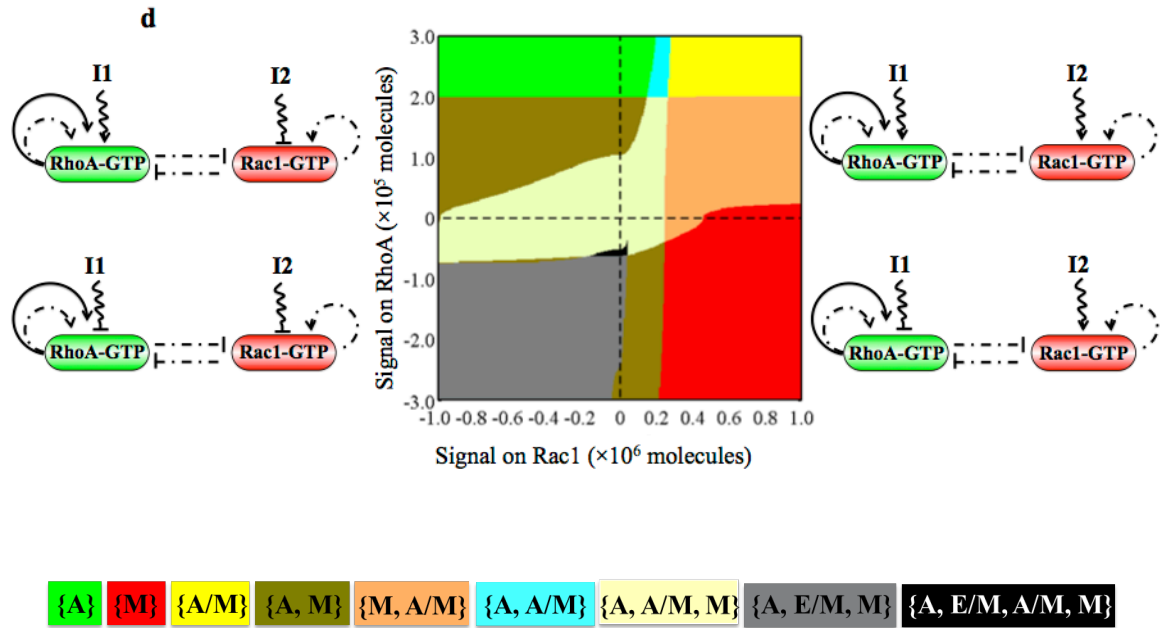 d
I1
I2
RhoA-GTP
Rac1-GTP
I1
I2
RhoA-GTP
Rac1-GTP
Signal on RhoA (×10⁵ molecules)
3.0
2.0
1.0
0
-1.0
-2.0
-3.0
-1.0 -0.8 -0.6 -0.4 -0.2 0 0.2 0.4 0.6 0.8 1.0
Signal on Rac1 (×10⁶ molecules)
I1
I2
RhoA-GTP
Rac1-GTP
I1
I2
RhoA-GTP
Rac1-GTP
{A} {M} {A/M} {A, M} {M, A/M} {A, A/M} {A, A/M, M} {A, E/M, M} {A, E/M, A/M, M}